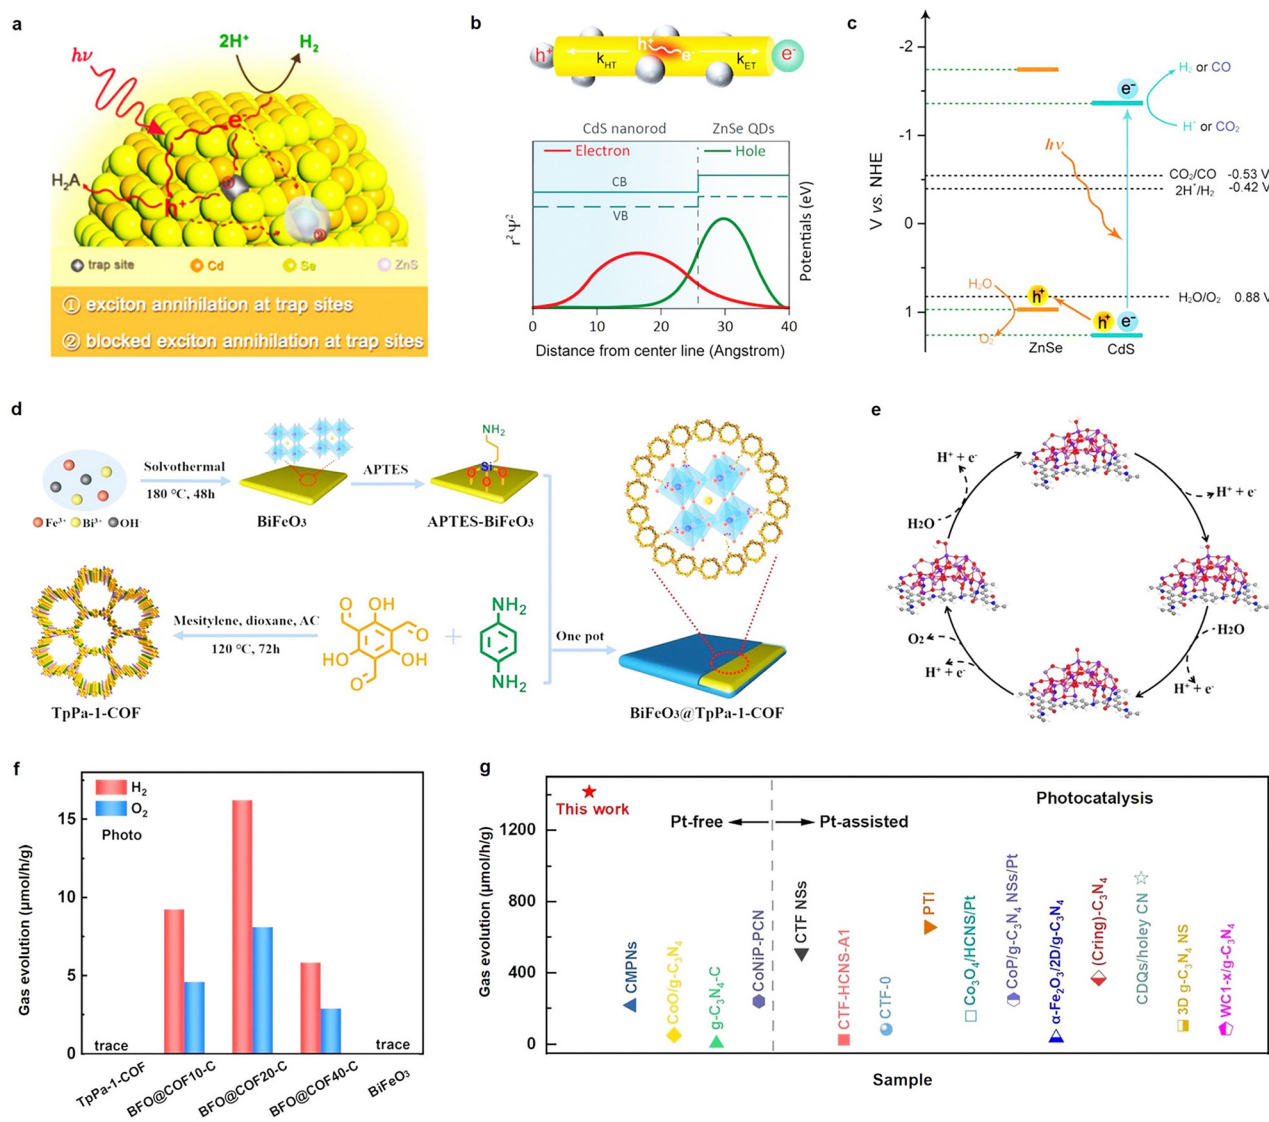 a
hν
2H⁺
H₂
e⁻
H₂A
h⁺
①
②
trap site
Cd
Se
ZnS
① exciton annihilation at trap sites
② blocked exciton annihilation at trap sites
b
h⁺
k_HT
h⁺
e⁻
k_ET
e⁻
CdS nanorod
ZnSe QDs
Electron
Hole
CB
VB
r² Ψ²
Potentials (eV)
0 10 20 30 40
Distance from center line (Angstrom)
c
V vs. NHE
-2
-1
0
1
H₂ or CO
e⁻
H⁺ or CO₂
hν
CO₂/CO -0.53 V
2H⁺/H₂ -0.42 V
H₂O
h⁺
H₂O/O₂ 0.88 V
h⁺ e⁻
O₂
ZnSe
CdS
d
Solvothermal
180 °C, 48h
Fe³⁺ Bi³⁺ OH⁻
BiFeO₃
APTES
NH₂
Si
O O O
APTES-BiFeO₃
TpPa-1-COF
Mesitylene, dioxane, AC
120 °C, 72h
O
OH
O
HO
OH
O
+
NH₂
NH₂
One pot
BiFeO₃@TpPa-1-COF
e
H⁺ + e⁻
H₂O
H⁺ + e⁻
H₂O
H⁺ + e⁻
O₂
H⁺ + e⁻
f
H₂
O₂
Photo
Gas evolution (μmol/h/g)
15
10
5
0
trace
trace
TpPa-1-COF
BFO@COF10-C
BFO@COF20-C
BFO@COF40-C
BiFeO₃
g
Gas evolution (μmol/h/g)
1200
800
400
0
This work
Photocatalysis
Pt-free
Pt-assisted
CMPNs
CoO/g-C₃N₄
g-C₃N₄-C
CoNiP-PCN
CTF NSs
CTF-HCNS-A1
CTF-0
PTI
Co₃O₄/HCNS/Pt
CoP/g-C₃N₄ NSs/Pt
α-Fe₂O₃/2D/g-C₃N₄
(Cring)-C₃N₄
CDQs/holey CN
3D g-C₃N₄ NS
WC1-x/g-C₃N₄
Sample